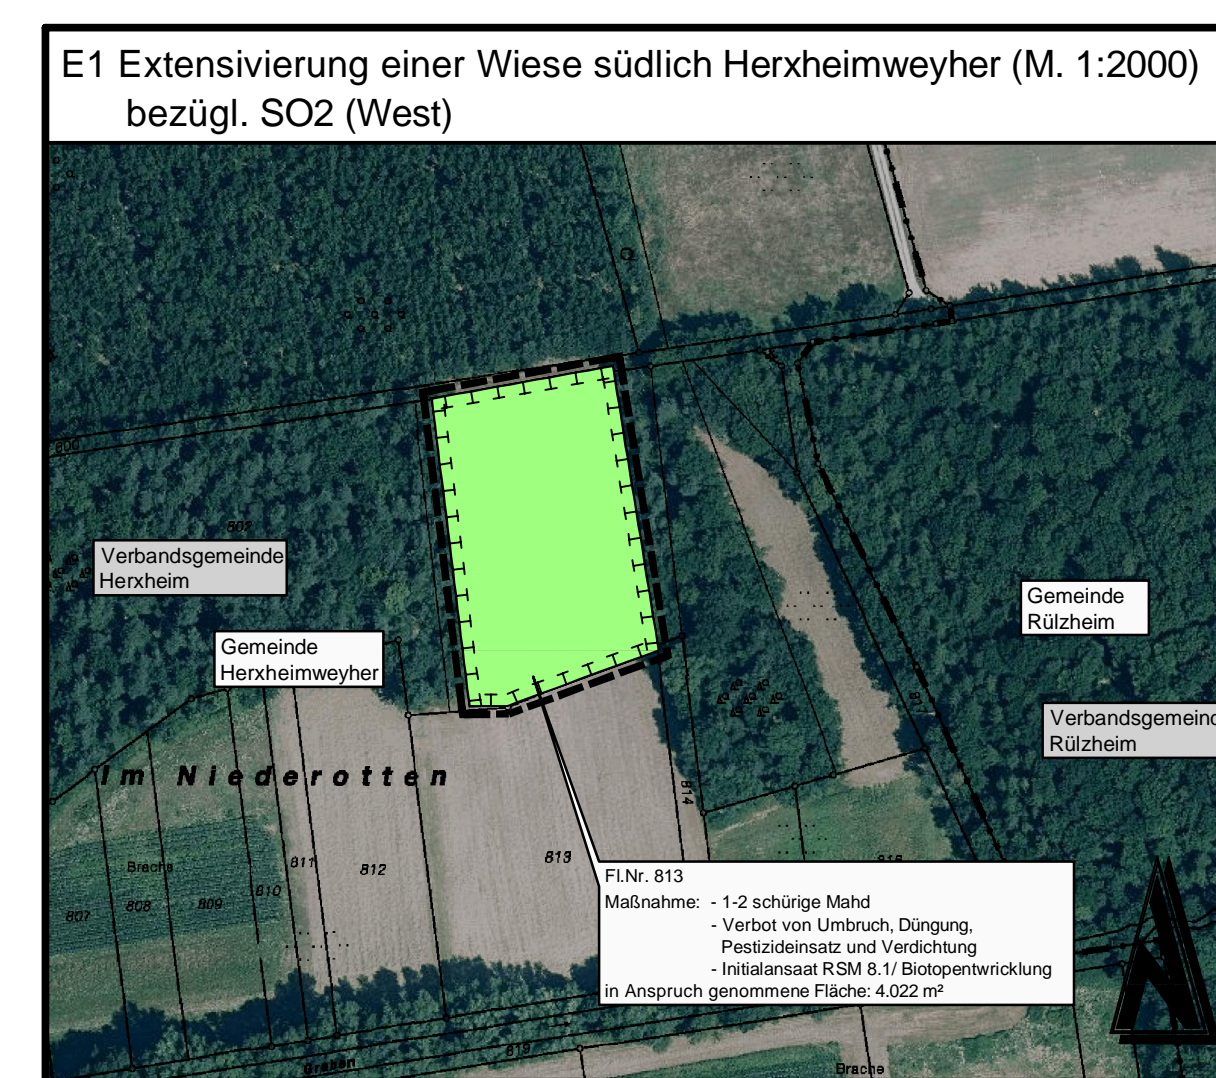 E1 Extensivierung einer Wiese südlich Herxheimweyher (M. 1:2000)
bezügl. SO2 (West)
800
802
Verbandsgemeinde
Herxheim
Gemeinde
Rülzheim
Gemeinde
Herxheimweyher
817
Verbandsgemeind
Rülzheim
Im Niederotten
814
813
816
Brache
811
812
810
809
808
807
Fl.Nr. 813
Maßnahme: - 1-2 schürige Mahd
- Verbot von Umbruch, Düngung,
Pestizideinsatz und Verdichtung
- Initialansaat RSM 8.1/ Biotopentwricklung
in Anspruch genommene Fläche: 4.022 m²
819
Graben
Brache